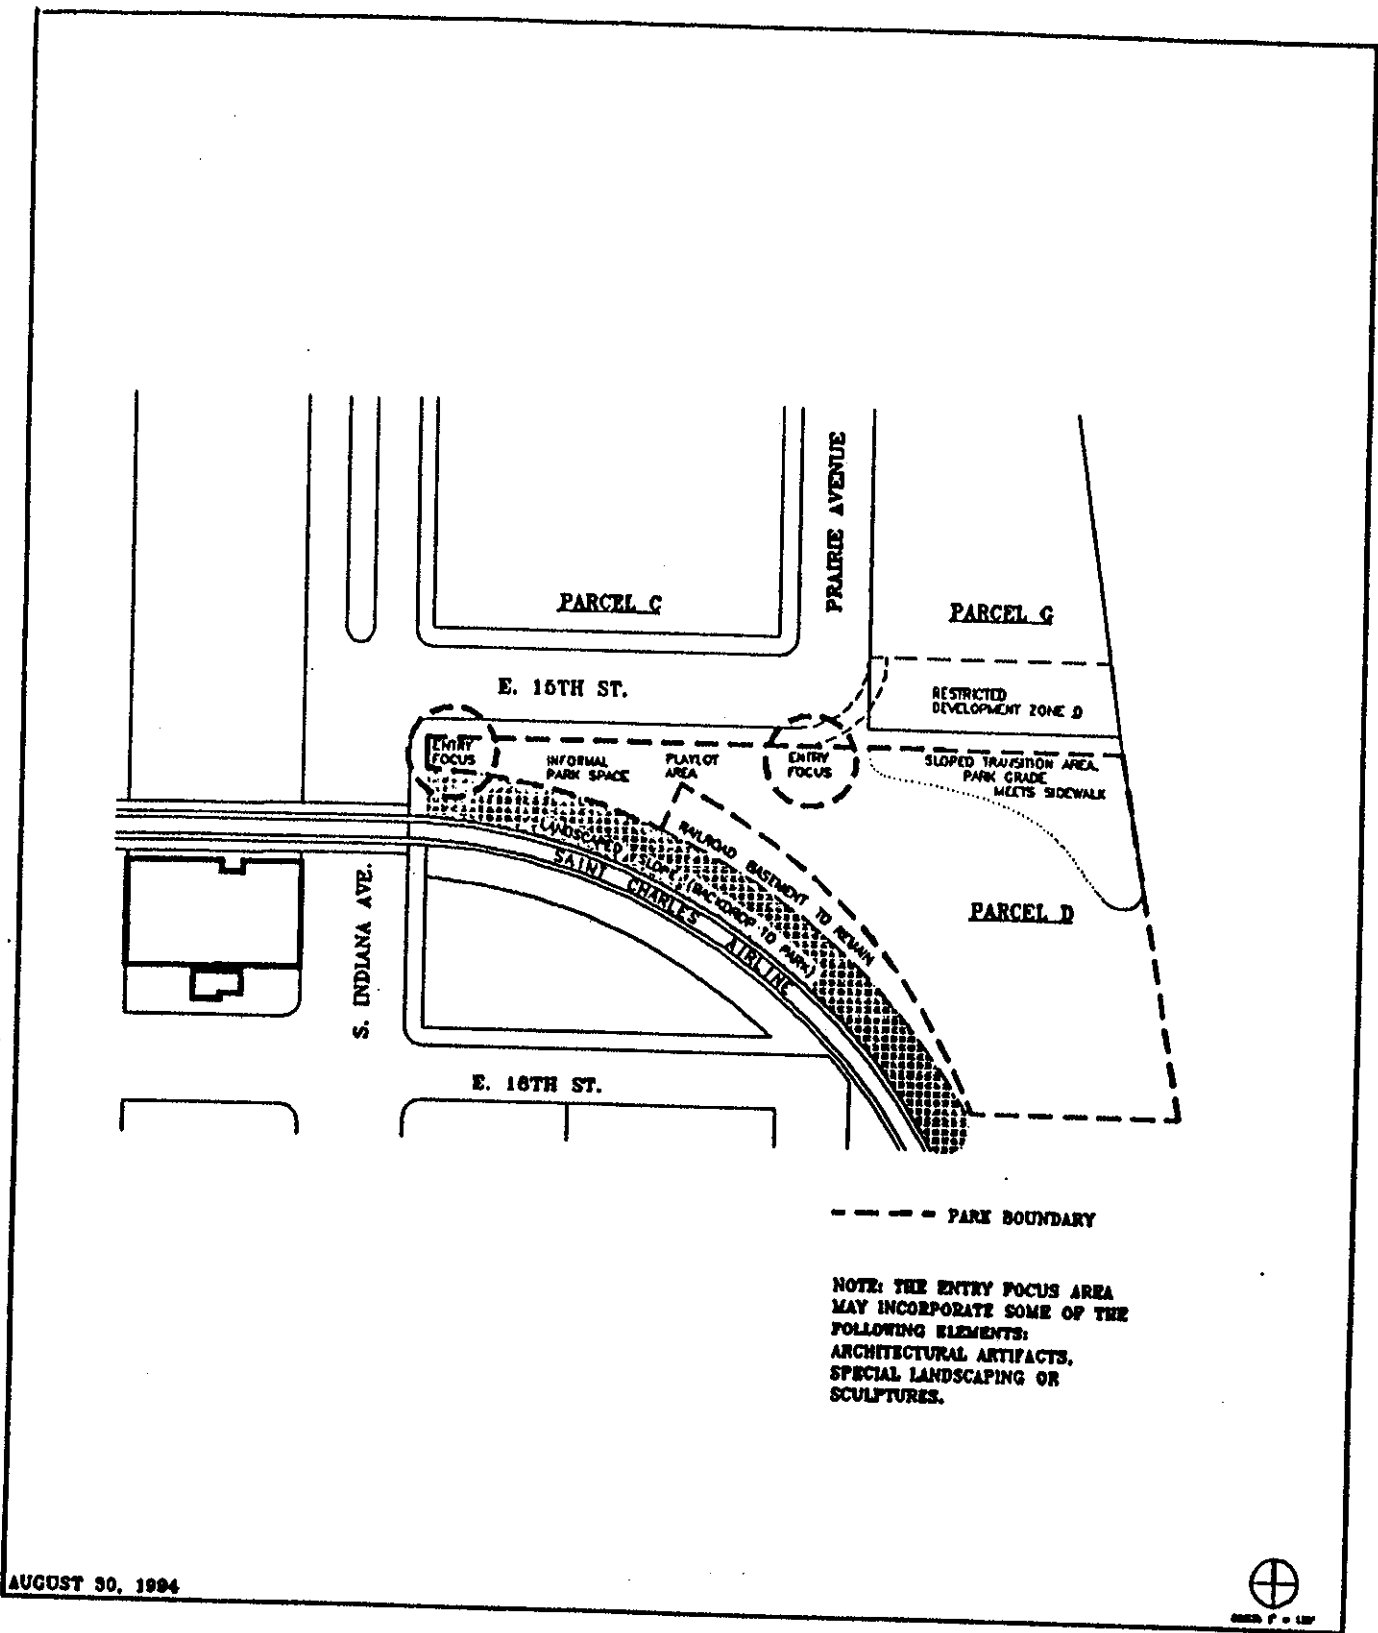 PRAIRIE AVENUE
PARCEL C
PARCEL G
E. 15TH ST.
RESTRICTED
DEVELOPMENT ZONE D
ENTRY
FOCUS
INFORMAL
PARK SPACE
PLAYLOT
AREA
ENTRY
FOCUS
SLOPED TRANSITION AREA,
PARK GRADE
MEETS SIDEWALK
LANDSCAPED SLOPE (BACKDROP TO PARK)
RAILROAD EASEMENT TO REMAIN
SAINT CHARLES AIRLINE
PARCEL D
S. INDIANA AVE.
E. 16TH ST.
PARK BOUNDARY
NOTE: THE ENTRY FOCUS AREA
MAY INCORPORATE SOME OF THE
FOLLOWING ELEMENTS:
ARCHITECTURAL ARTIFACTS,
SPECIAL LANDSCAPING OR
SCULPTURES.
AUGUST 30, 1994